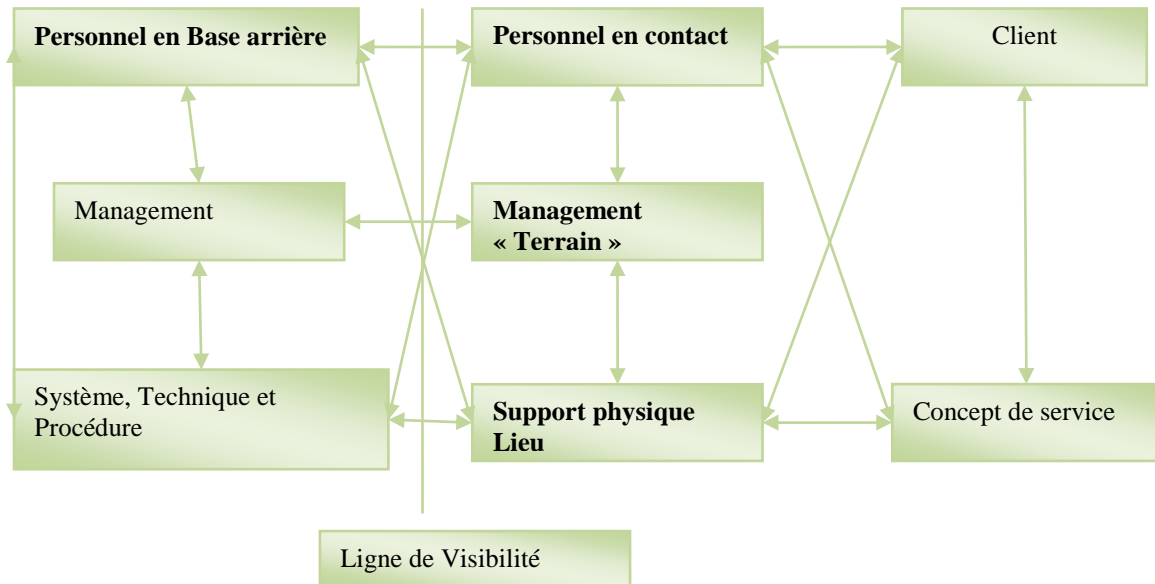 Personnel en Base arrière
Personnel en contact
Client
Management
Management
« Terrain »
Système, Technique et
Procédure
Support physique
Lieu
Concept de service
Ligne de Visibilité